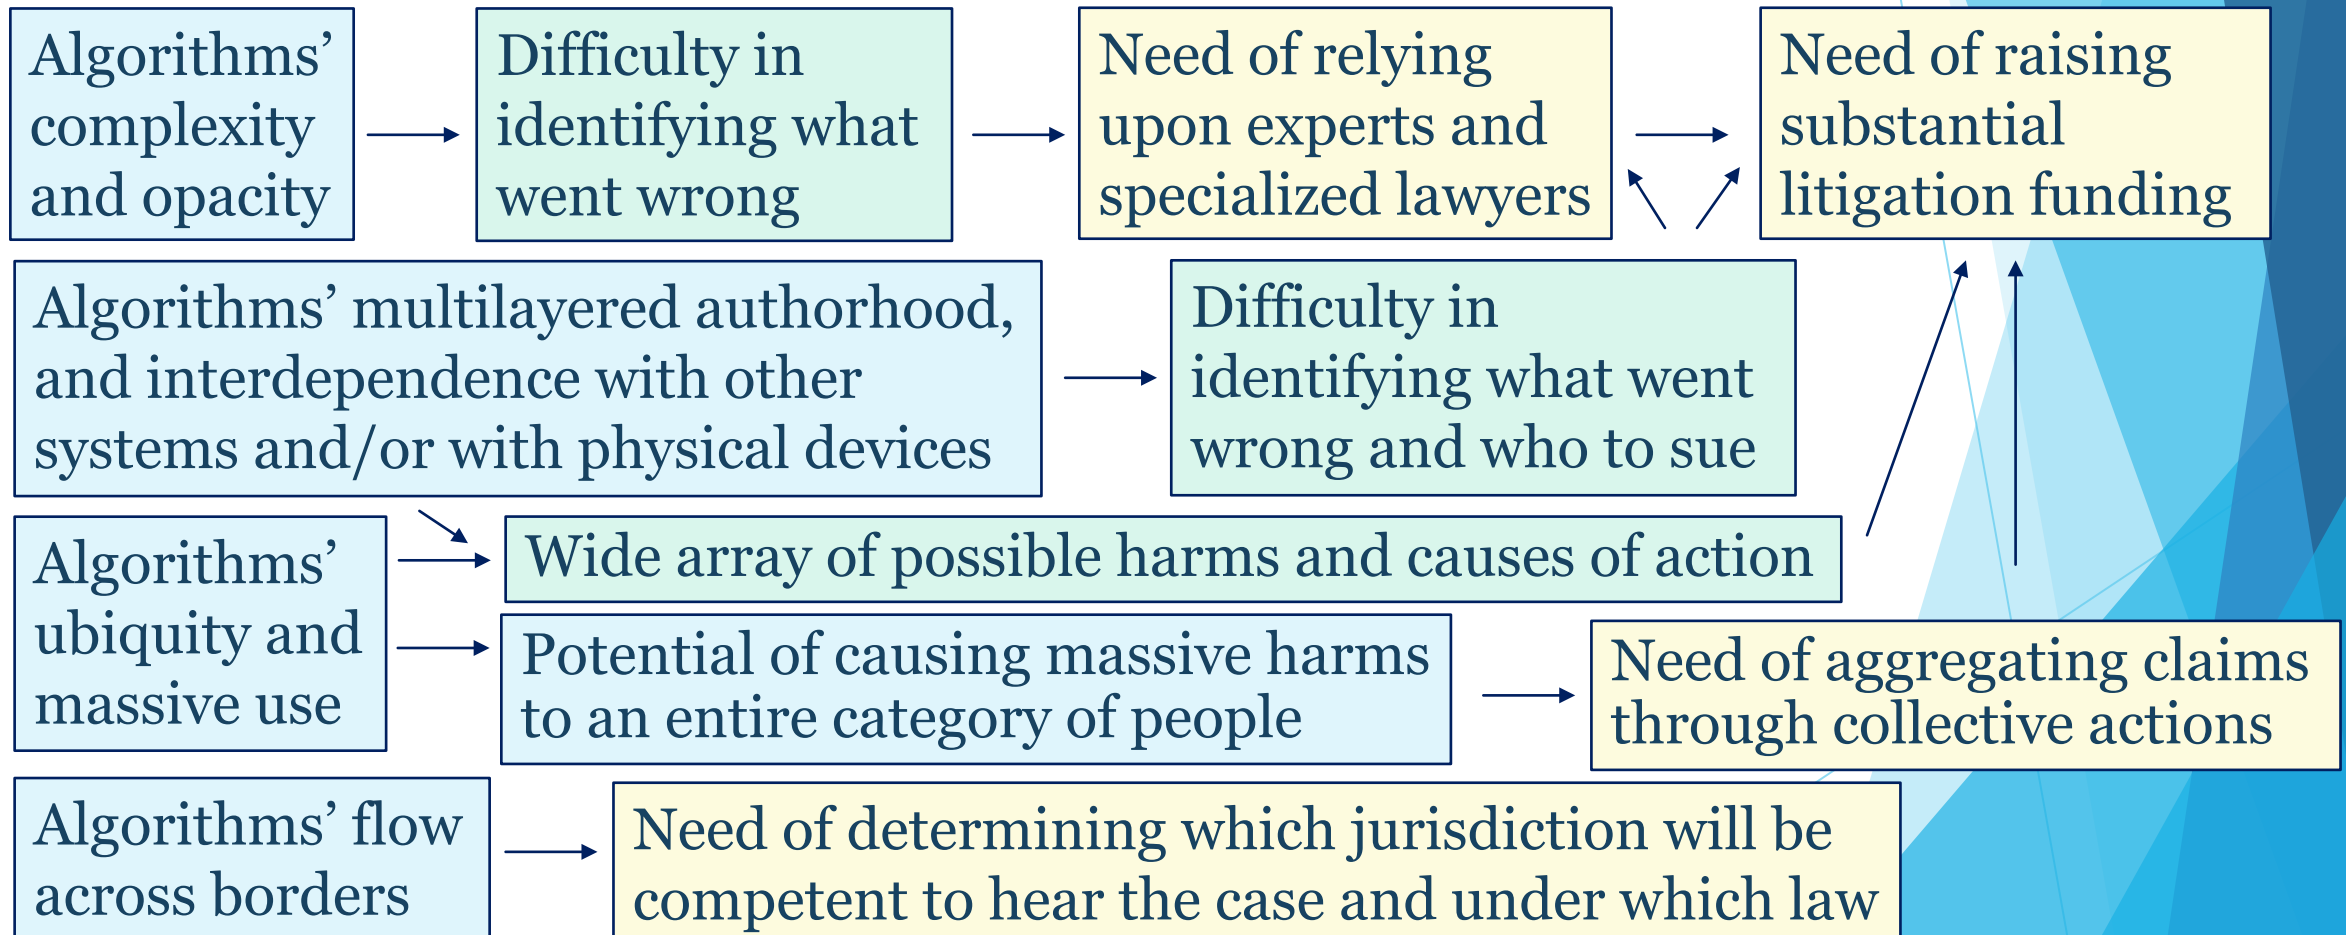 Algorithms’
complexity
and opacity
Difficulty in
identifying what
went wrong
Need of relying
upon experts and
specialized lawyers
Need of raising
substantial
litigation funding
Algorithms’ multilayered authorhood,
and interdependence with other
systems and/or with physical devices
Difficulty in
identifying what went
wrong and who to sue
Algorithms’
ubiquity and
massive use
Wide array of possible harms and causes of action
Potential of causing massive harms
to an entire category of people
Need of aggregating claims
through collective actions
Algorithms’ flow
across borders
Need of determining which jurisdiction will be
competent to hear the case and under which law